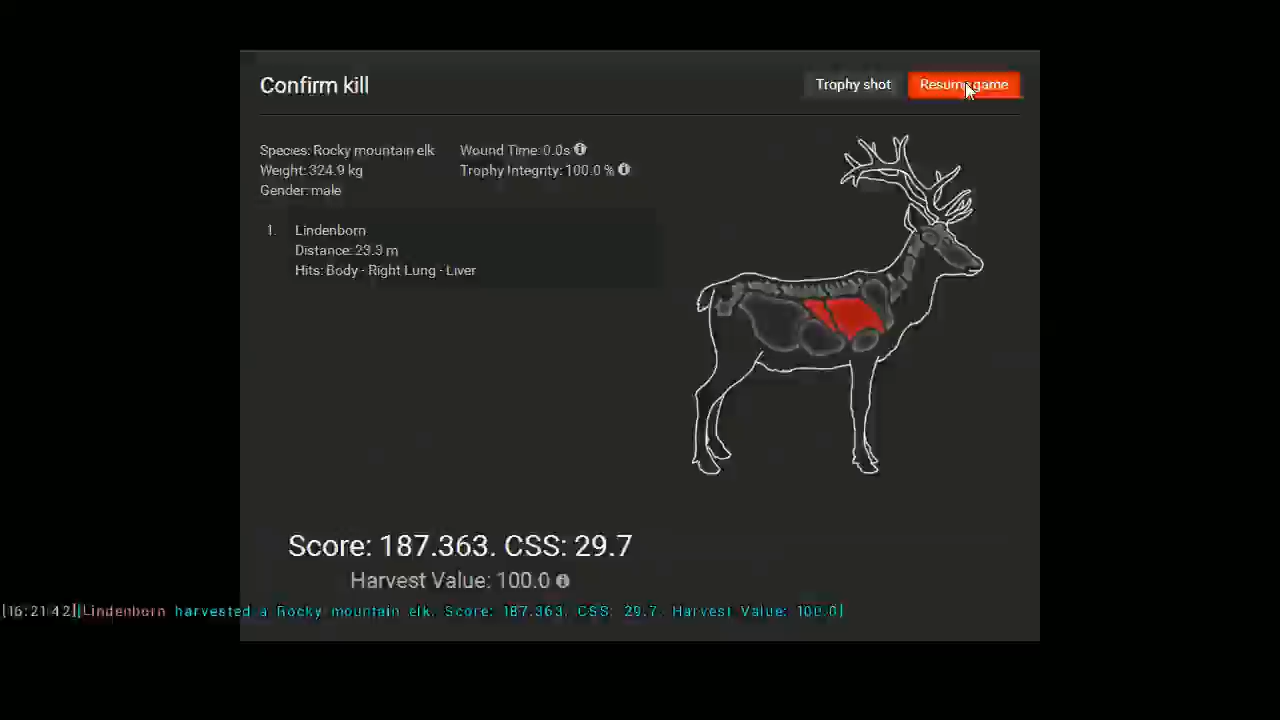 Confirm kill
Trophy shot
Resume game
Species: Rocky mountain elk
Weight: 324.9 kg
Gender: male
Wound Time: 0.0s
Trophy Integrity: 100.0 %
1. Lindenborn
Distance: 23.3 m
Hits: Body - Right Lung - Liver
Score: 187.363. CSS: 29.7
Harvest Value: 100.0
[16:21:42][Lindenborn harvested a Rocky mountain elk. Score: 187.363. CSS: 29.7. Harvest Value: 100.0]